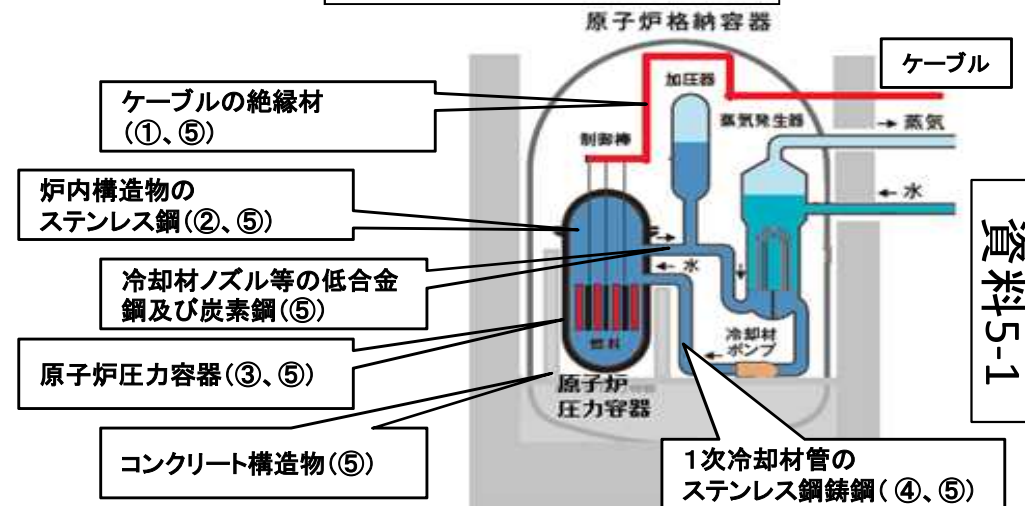 原子炉格納容器
ケーブル
加圧器
ケーブルの絶縁材
(①、⑤)
蒸気発生器
→ 蒸気
制御棒
炉内構造物の
ステンレス鋼(②、⑤)
← 水
資料5-1
← 水
冷却材ノズル等の低合金
鋼及び炭素鋼(⑤)
冷却材
ポンプ
燃料
原子炉圧力容器(③、⑤)
原子炉
圧力容器
コンクリート構造物(⑤)
1次冷却材管の
ステンレス鋼鋳鋼( ④、⑤)